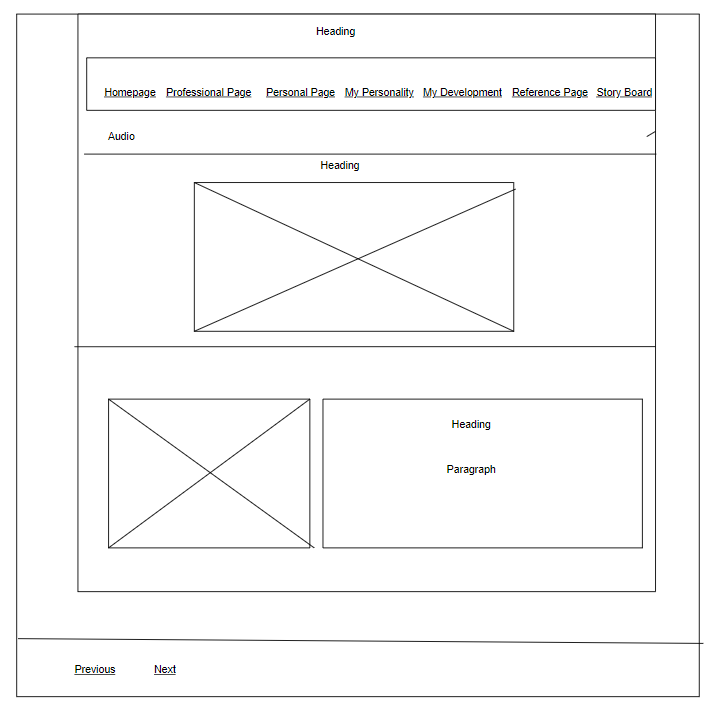 Heading
Homepage Professional Page Personal Page My Personality My Development Reference Page Story Board
Audio
Heading
Heading
Paragraph
Previous Next